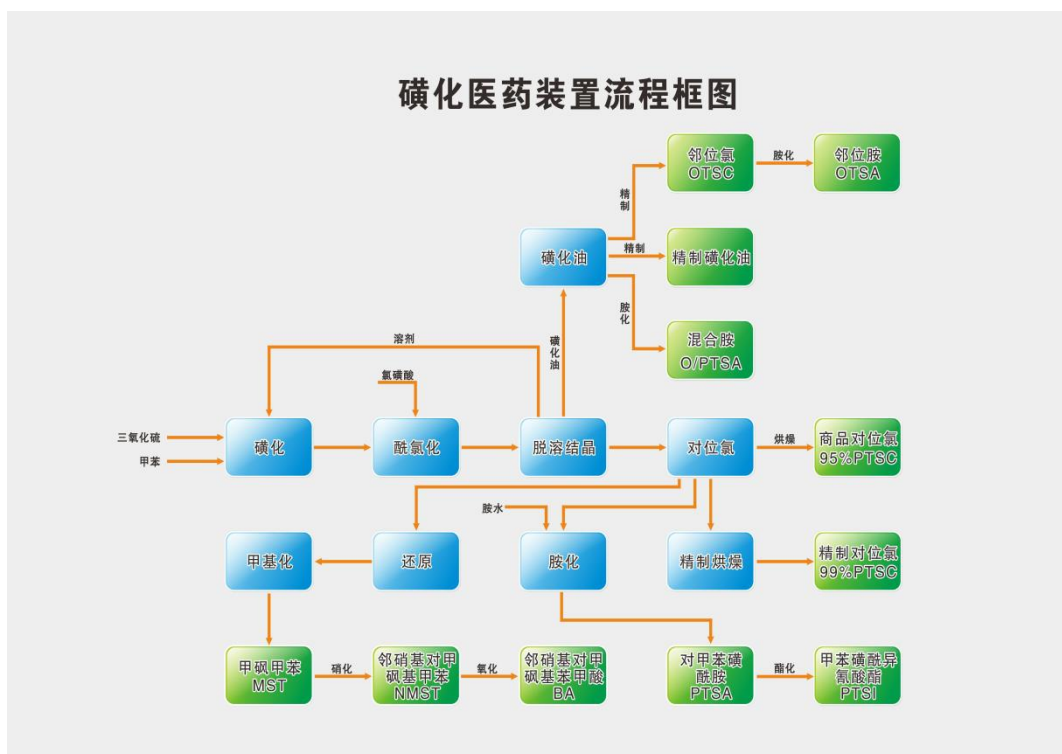 磺化医药装置流程框图
邻位氯
OTSC
胺化
邻位胺
OTSA
精制
磺化油
精制
精制磺化油
胺化
混合胺
O/PTSA
溶剂
磺化油
氯磺酸
三氧化硫
甲苯
磺化
酰氯化
脱溶结晶
对位氯
烘燥
商品对位氯
95%PTSC
胺水
甲基化
还原
胺化
精制烘燥
精制对位氯
99%PTSC
甲砜甲苯
MST
硝化
邻硝基对甲
砜基甲苯
NMST
氧化
邻硝基对甲
砜基苯甲酸
BA
对甲苯磺
酰胺
PTSA
酯化
甲苯磺酰异
氰酸酯
PTSI